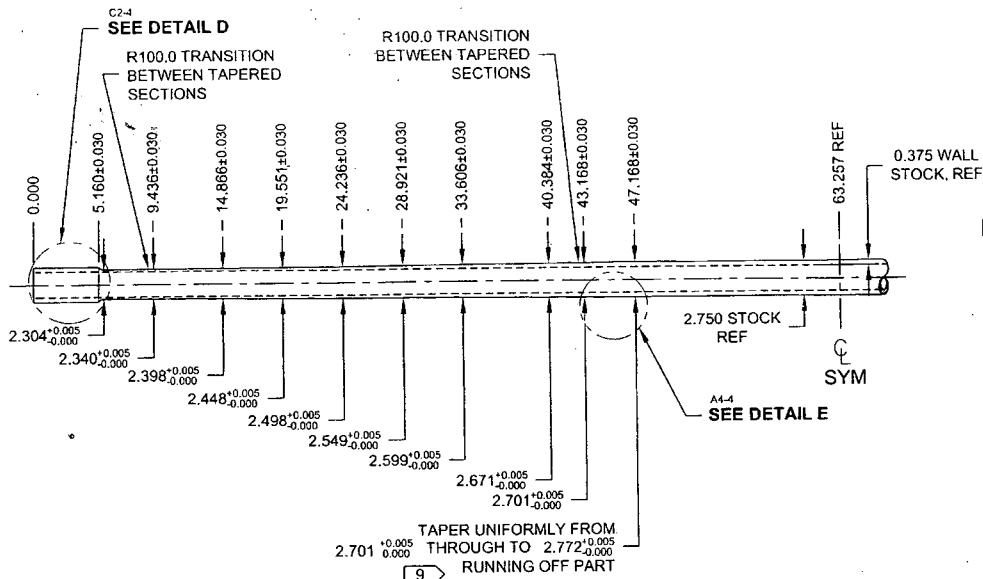 C2-4
SEE DETAIL D
R100.0 TRANSITION
BETWEEN TAPERED
SECTIONS
R100.0 TRANSITION
BETWEEN TAPERED
SECTIONS
0.000
5.160±0.030
9.436±0.030
14.866±0.030
19.551±0.030
24.236±0.030
28.921±0.030
33.606±0.030
40.384±0.030
43.168±0.030
47.168±0.030
63.257 REF
0.375 WALL
STOCK, REF
2.304 +0.005 -0.000
2.340 +0.005 -0.000
2.398 +0.005 -0.000
2.448 +0.005 -0.000
2.498 +0.005 -0.000
2.549 +0.005 -0.000
2.599 +0.005 -0.000
2.671 +0.005 -0.000
2.701 +0.005 -0.000
2.750 STOCK
REF
CL
SYM
A4-4
SEE DETAIL E
TAPER UNIFORMLY FROM
2.701 +0.005 0.000 THROUGH TO 2.772 +0.005 -0.000
RUNNING OFF PART
9